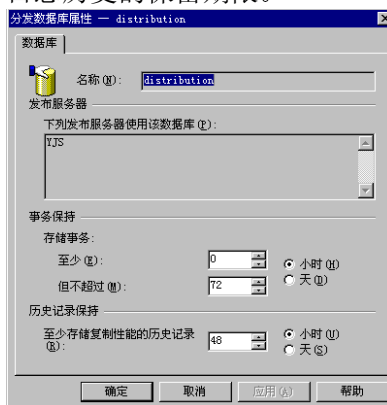 分发数据库属性 — distribution
数据库
名称(N): distribution
发布服务器
下列发布服务器使用该数据库(P):
YJS
事务保持
存储事务:
至少(E): 0 小时(H)
但不超过(M): 72 天(D)
历史记录保持
至少存储复制性能的历史记录(R): 48 小时(U)
天(S)
确定 取消 应用(A) 帮助